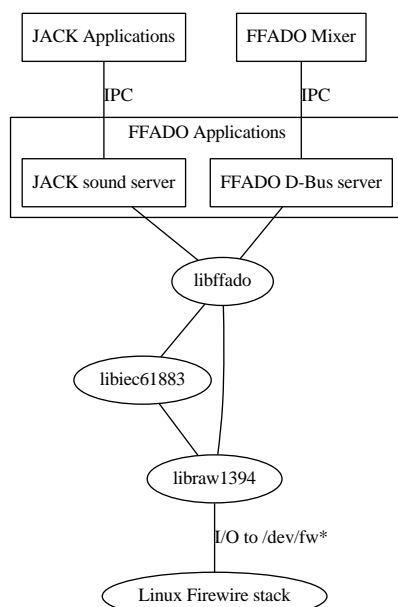 JACK Applications
FFADO Mixer
IPC
IPC
FFADO Applications
JACK sound server
FFADO D-Bus server
libffado
libiec61883
libraw1394
I/O to /dev/fw*
Linux Firewire stack